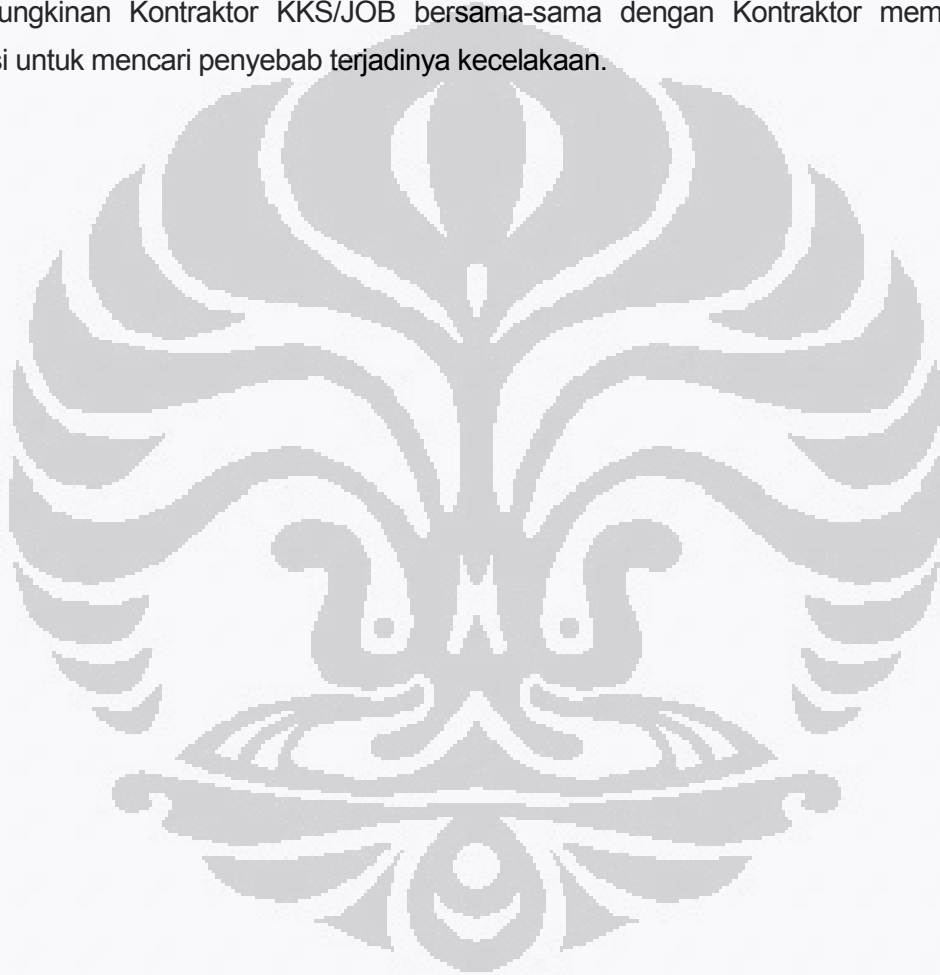 ungkinan Kontraktor KKS/JOB bersama-sama dengan Kontraktor mem
si untuk mencari penyebab terjadinya kecelakaan.